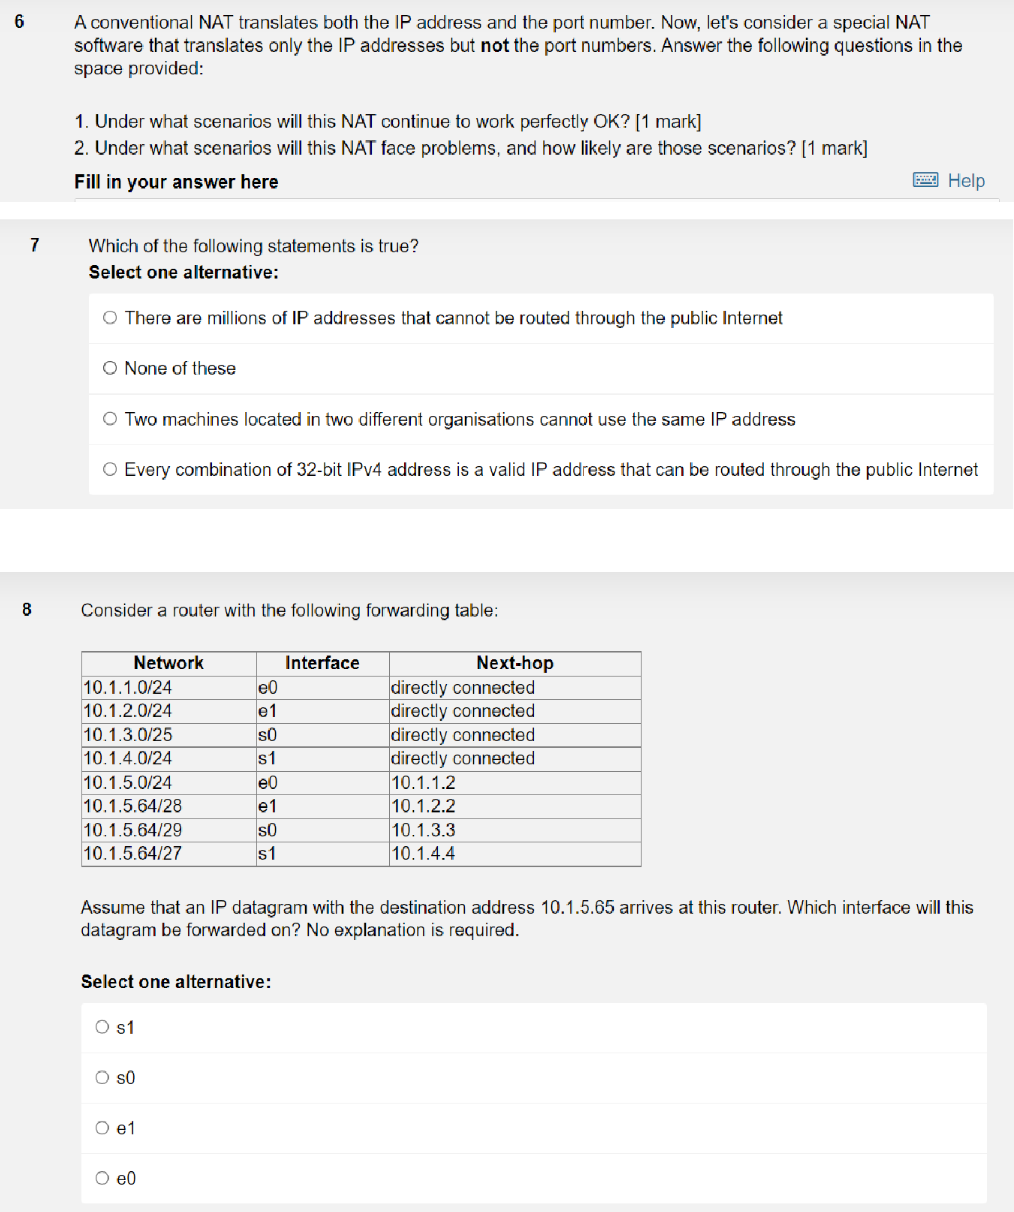 6
A conventional NAT translates both the IP address and the port number. Now, let's consider a special NAT
software that translates only the IP addresses but not the port numbers. Answer the following questions in the
space provided:
1. Under what scenarios will this NAT continue to work perfectly OK? [1 mark]
2. Under what scenarios will this NAT face problems, and how likely are those scenarios? [1 mark]
Fill in your answer here
Help
7
Which of the following statements is true?
Select one alternative:
There are millions of IP addresses that cannot be routed through the public Internet
None of these
Two machines located in two different organisations cannot use the same IP address
Every combination of 32-bit IPv4 address is a valid IP address that can be routed through the public Internet
8
Consider a router with the following forwarding table:
Network Interface Next-hop
10.1.1.0/24 e0 directly connected
10.1.2.0/24 e1 directly connected
10.1.3.0/25 s0 directly connected
10.1.4.0/24 s1 directly connected
10.1.5.0/24 e0 10.1.1.2
10.1.5.64/28 e1 10.1.2.2
10.1.5.64/29 s0 10.1.3.3
10.1.5.64/27 s1 10.1.4.4
Assume that an IP datagram with the destination address 10.1.5.65 arrives at this router. Which interface will this
datagram be forwarded on? No explanation is required.
Select one alternative:
s1
s0
e1
e0